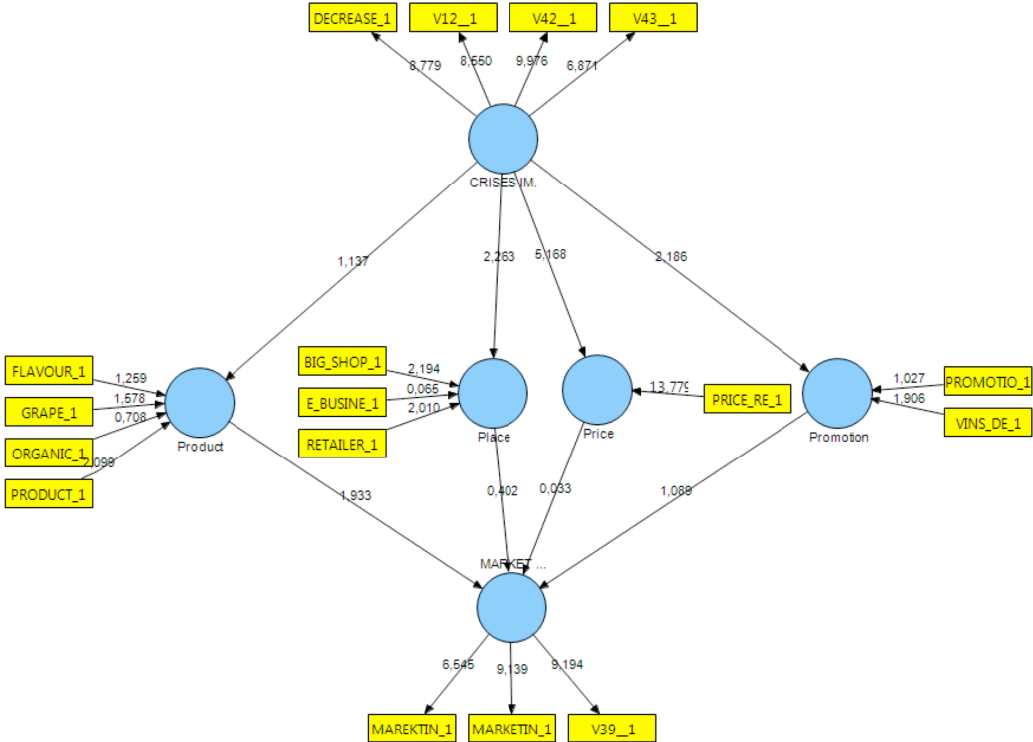 DECREASE_1
V12__1
V42__1
V43__1
8,779
8,550
9,976
6,871
CRISES IM.
1,137
2,263
5,168
2,186
FLAVOUR_1
GRAPE_1
ORGANIC_1
PRODUCT_1
1,259
1,578
0,708
2,099
Product
BIG_SHOP_1
E_BUSINE_1
RETAILER_1
2,194
0,065
2,010
Place
Price
13,779
PRICE_RE_1
Promotion
1,027
1,906
PROMOTIO_1
VINS_DE_1
1,933
0,402
0,033
1,089
MARKET ...
6,545
9,139
9,194
MAREKTIN_1
MARKETIN_1
V39__1